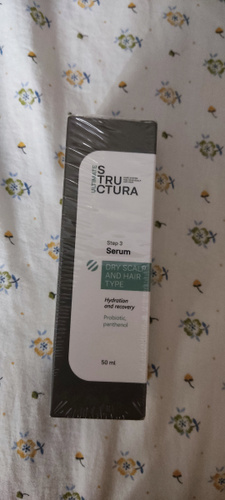 ULTIMATE
S
TRU
CTURA
Step 3
Serum
DRY SCALP
AND HAIR
TYPE
Hydration
and recovery
Probiotic,
panthenol
50 mL